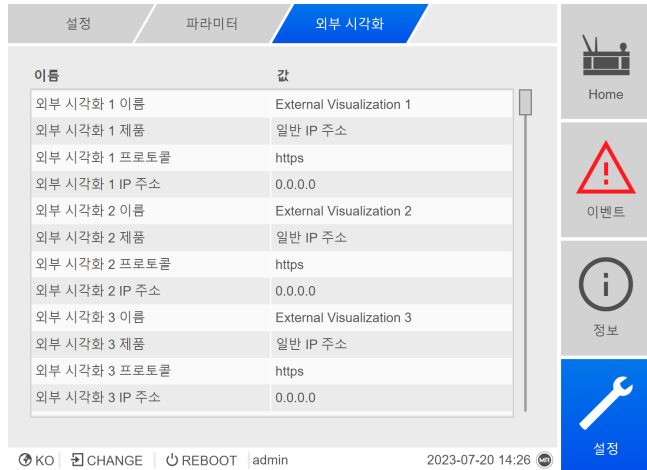 설정 파라미터 외부 시각화
이름 값
외부 시각화 1 이름 External Visualization 1
외부 시각화 1 제품 일반 IP 주소
외부 시각화 1 프로토콜 https
외부 시각화 1 IP 주소 0.0.0.0
외부 시각화 2 이름 External Visualization 2
외부 시각화 2 제품 일반 IP 주소
외부 시각화 2 프로토콜 https
외부 시각화 2 IP 주소 0.0.0.0
외부 시각화 3 이름 External Visualization 3
외부 시각화 3 제품 일반 IP 주소
외부 시각화 3 프로토콜 https
외부 시각화 3 IP 주소 0.0.0.0
KO CHANGE REBOOT admin 2023-07-20 14:26 MR
Home
이벤트
정보
설정